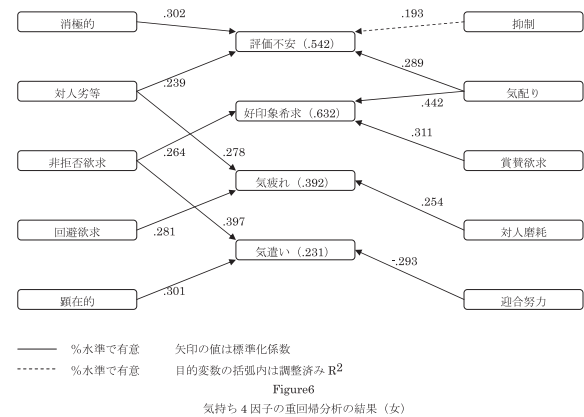 消極的
.302
評価不安（.542）
.193
抑制
対人劣等
.239
.289
気配り
好印象希求（.632）
.442
非拒否欲求
.264
.278
.311
賞賛欲求
気疲れ（.392）
回避欲求
.281
.397
.254
対人磨耗
気遣い（.231）
-.293
顕在的
.301
迎合努力
%水準で有意 矢印の値は標準化係数
%水準で有意 目的変数の括弧内は調整済み R2
Figure6
気持ち 4 因子の重回帰分析の結果（女）